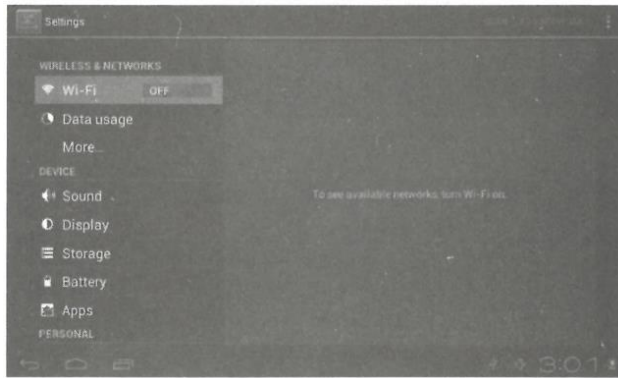 Settings
WIRELESS & NETWORKS
Wi-Fi OFF
Data usage
More...
DEVICE
Sound
Display
Storage
Battery
Apps
PERSONAL
To see available networks, turn Wi-Fi on.
3:01